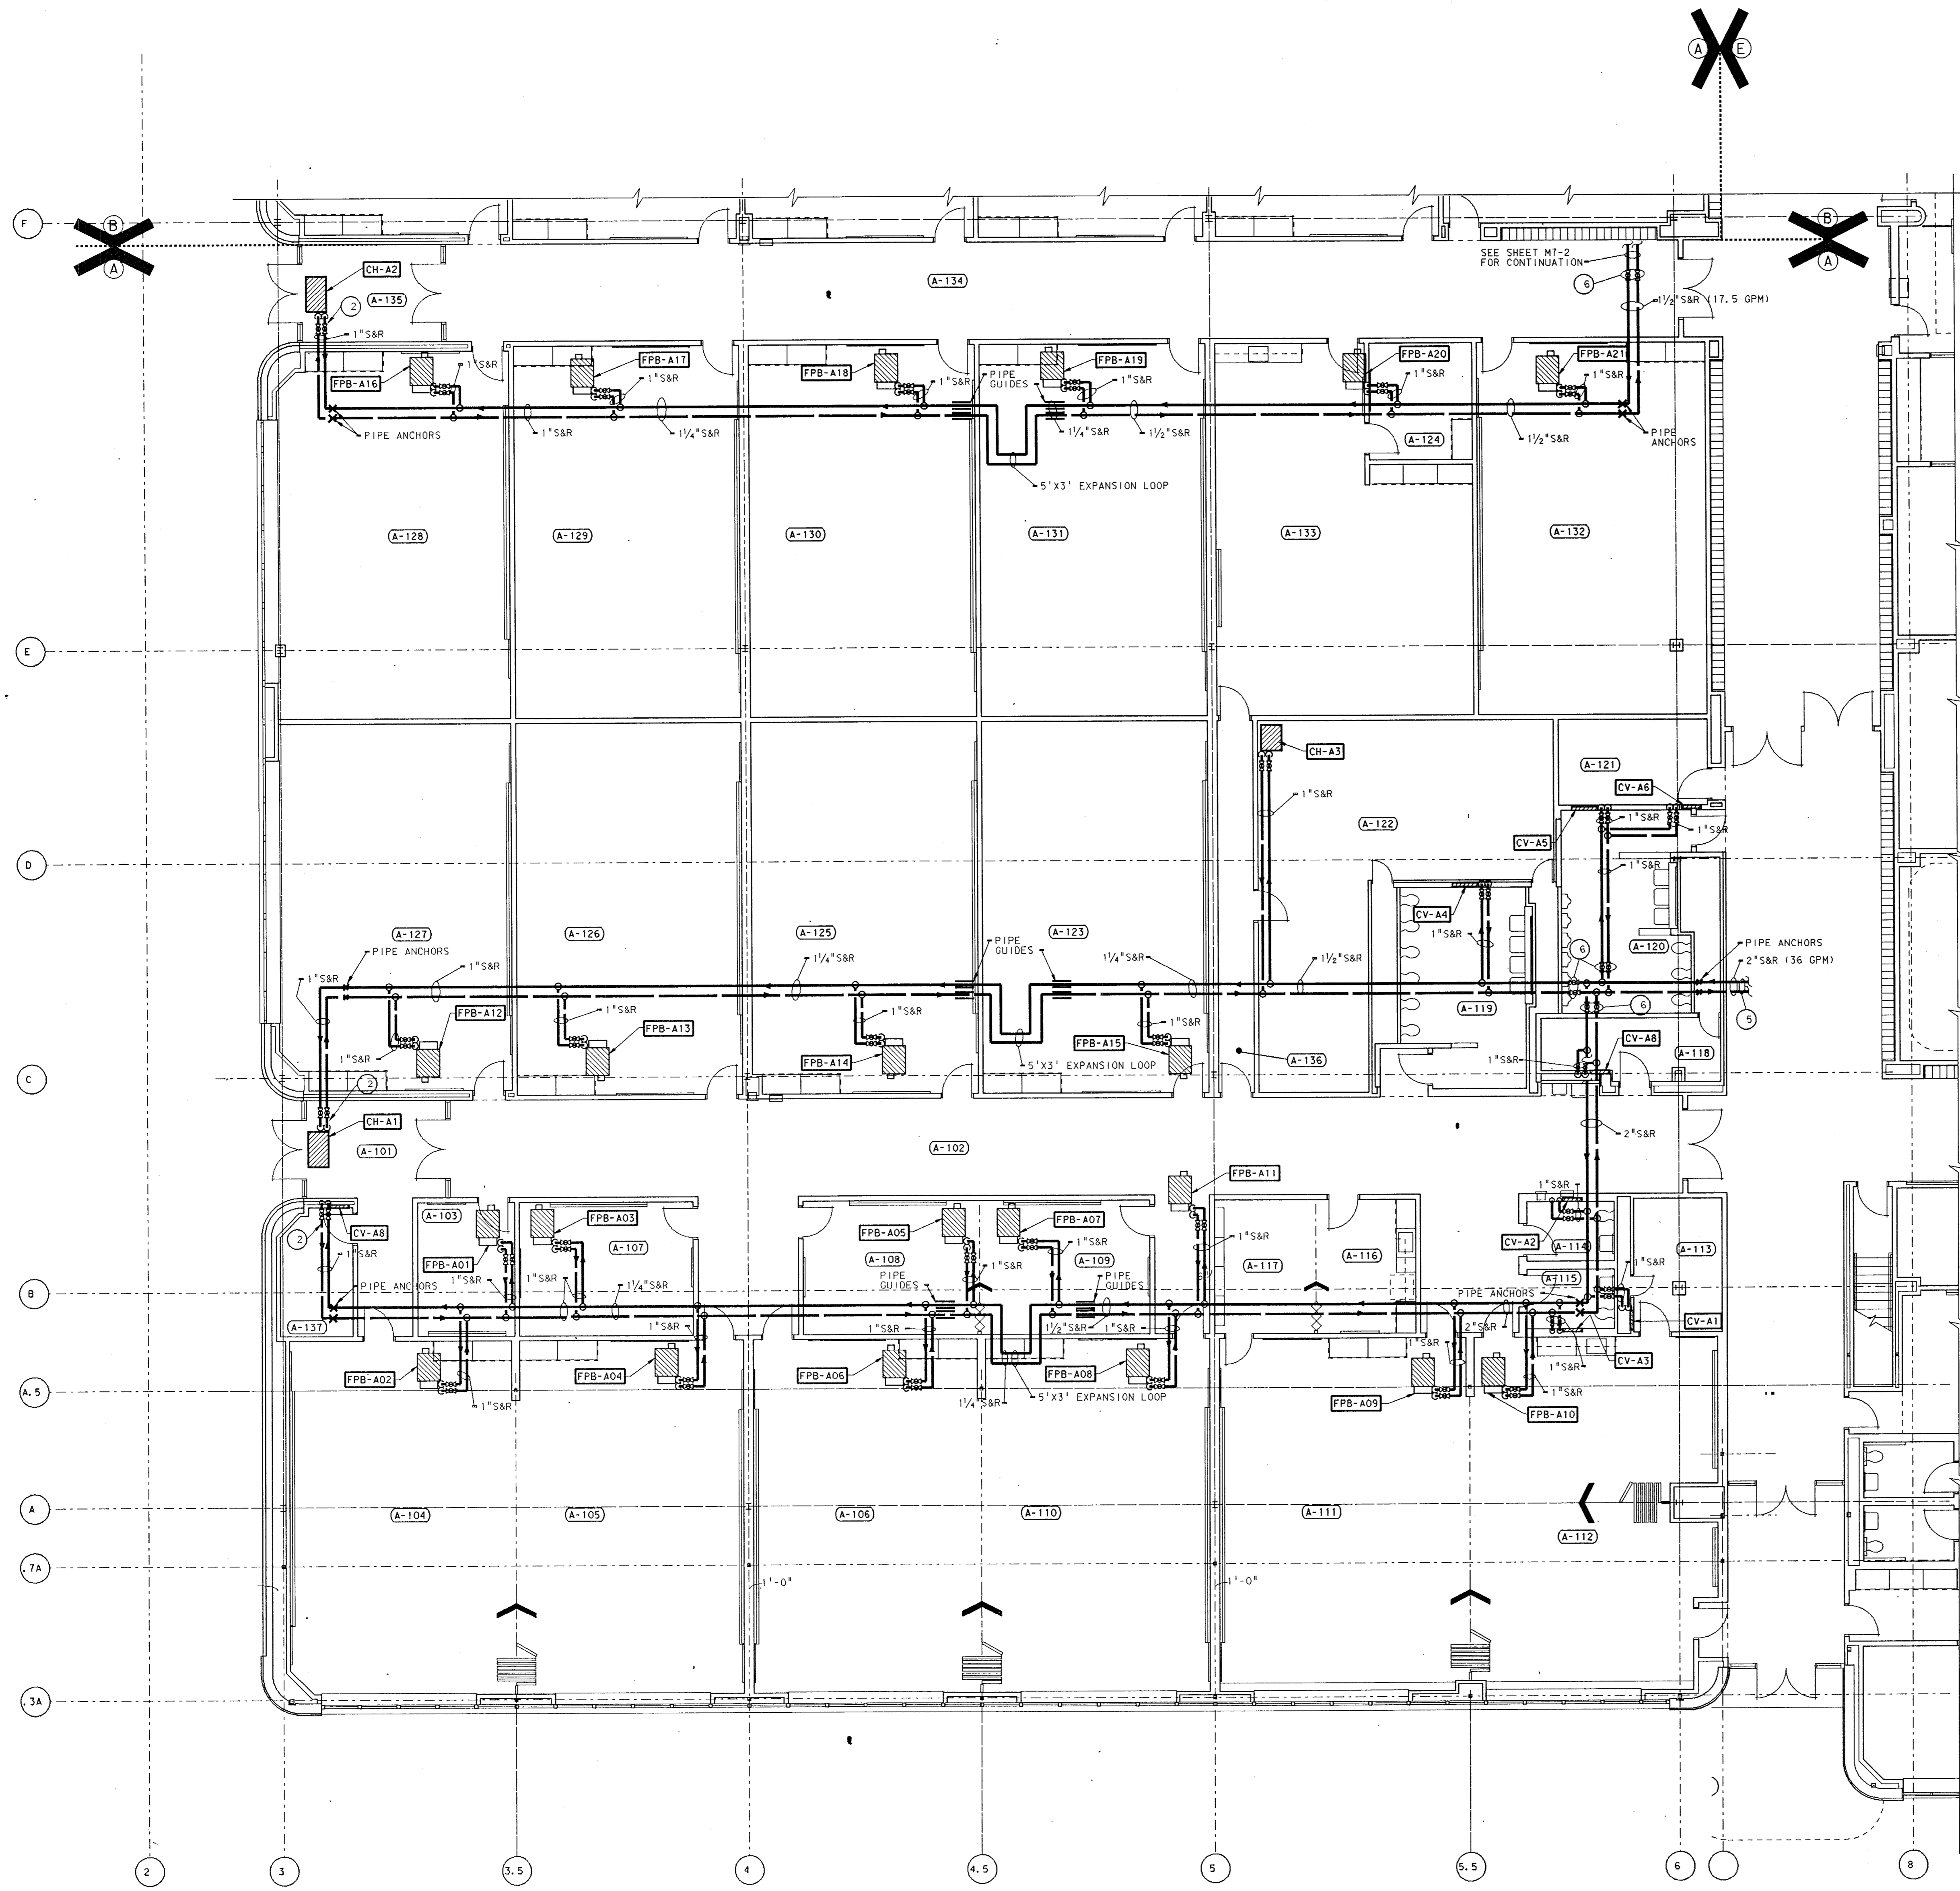 A E
F
B
A
B
A
SEE SHEET M7-2
FOR CONTINUATION
6
1½"S&R (17.5 GPM)
CH-A2
2
A-135
A-134
1"S&R
FPB-A16
1"S&R
FPB-A17
1"S&R
FPB-A18
1"S&R
PIPE
GUIDES
FPB-A19
1"S&R
FPB-A20
1"S&R
FPB-A21
1"S&R
PIPE ANCHORS
1"S&R
1¼"S&R
1¼"S&R
1½"S&R
A-124
1½"S&R
PIPE
ANCHORS
5'X3' EXPANSION LOOP
A-128
A-129
A-130
A-131
A-133
A-132
E
CH-A3
1"S&R
A-121
CV-A6
1"S&R
1"S&R
A-122
CV-A5
D
1"S&R
CV-A4
1"S&R
A-127
A-126
A-125
A-123
PIPE
GUIDES
PIPE ANCHORS
1"S&R
1"S&R
1¼"S&R
1¼"S&R
1½"S&R
6
A-120
PIPE ANCHORS
2"S&R (36 GPM)
5
6
A-119
FPB-A12
1"S&R
1"S&R
FPB-A13
1"S&R
FPB-A14
1"S&R
FPB-A15
1"S&R
5'X3' EXPANSION LOOP
A-136
CV-A8
1"S&R
A-118
C
2
CH-A1
A-101
A-102
2"S&R
FPB-A11
1"S&R
A-103
FPB-A03
FPB-A05
FPB-A07
CV-A8
2
1"S&R
FPB-A01
A-107
A-108
A-109
1"S&R
1"S&R
A-117
A-116
CV-A2
1"S&R
A-114
A-113
A-115
1"S&R
B
PIPE ANCHORS
1"S&R
1"S&R
1¼"S&R
PIPE
GUIDES
1"S&R
PIPE
GUIDES
PIPE ANCHORS
A-137
1"S&R
1"S&R
1½"S&R
1"S&R
2"S&R
CV-A1
CV-A3
FPB-A02
1"S&R
FPB-A04
FPB-A06
1¼"S&R
5'X3' EXPANSION LOOP
FPB-A08
1"S&R
FPB-A09
1"S&R
FPB-A10
1"S&R
A.5
A
A-104
A-105
A-106
A-110
A-111
A-112
.7A
1'-0"
1'-0"
.3A
2
3
3.5
4
4.5
5
5.5
6
8